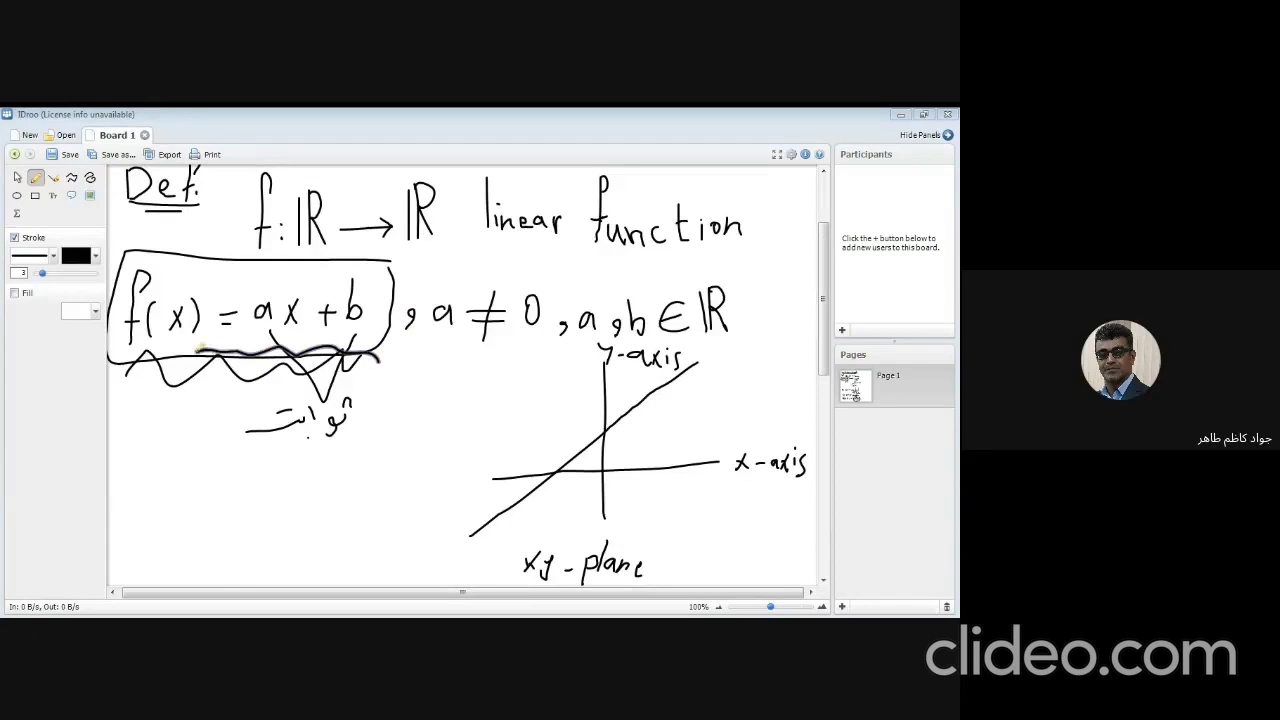 IDroo (License info unavailable)
New Open Board 1 Hide Panels
Save Save as... Export Print
Participants
Click the + button below to
add new users to this board.
Stroke
3
Fill
Def.
f: ℝ → ℝ linear function
f(x) = ax + b , a ≠ 0 , a , b ∈ ℝ
ثوابت
y-axis
x-axis
xy-plane
Pages
Page 1
جواد كاظم طاهر
In: 0 B/s, Out: 0 B/s 100%
clideo.com